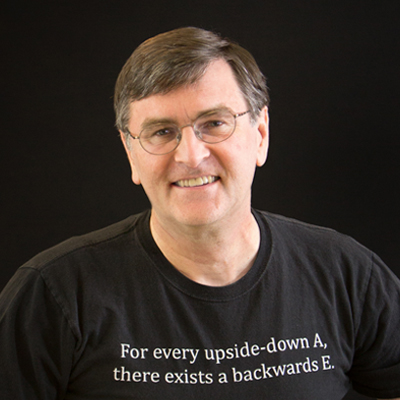 For every upside-down A,
there exists a backwards E.